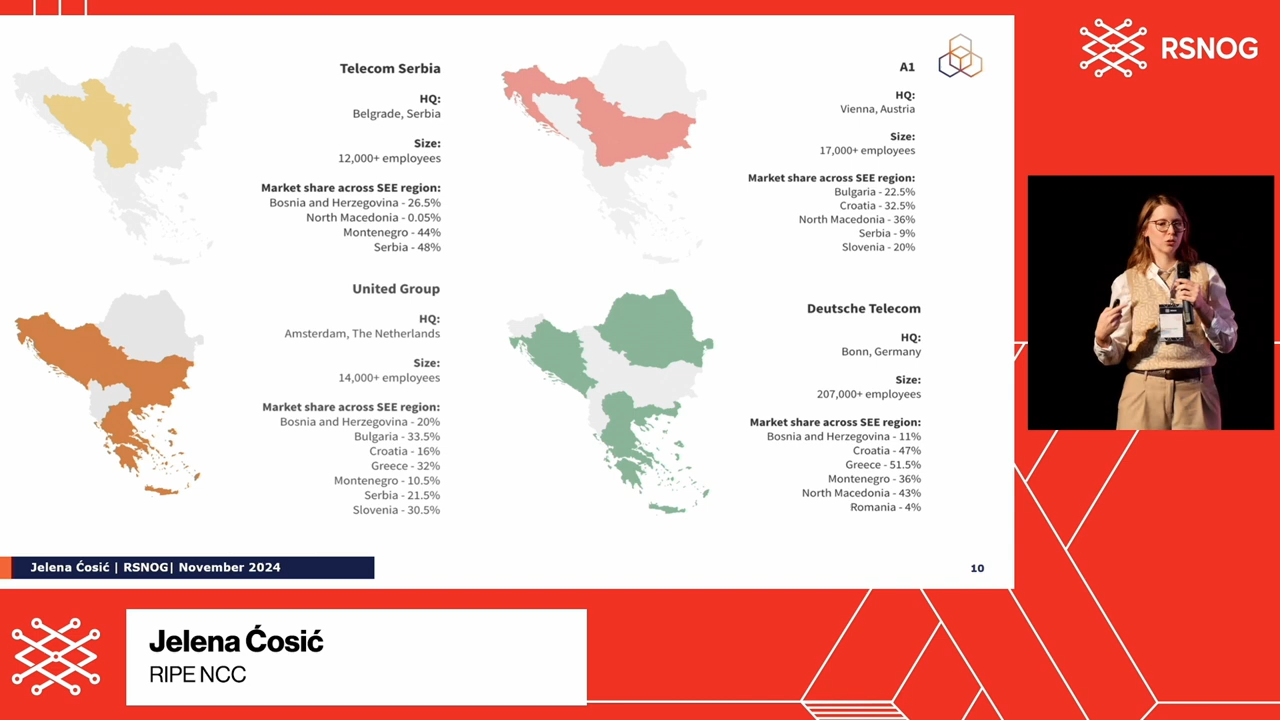 Telecom Serbia
HQ:
Belgrade, Serbia
Size:
12,000+ employees
Market share across SEE region:
Bosnia and Herzegovina - 26.5%
North Macedonia - 0.05%
Montenegro - 44%
Serbia - 48%
A1
HQ:
Vienna, Austria
Size:
17,000+ employees
Market share across SEE region:
Bulgaria - 22.5%
Croatia - 32.5%
North Macedonia - 36%
Serbia - 9%
Slovenia - 20%
United Group
HQ:
Amsterdam, The Netherlands
Size:
14,000+ employees
Market share across SEE region:
Bosnia and Herzegovina - 20%
Bulgaria - 33.5%
Croatia - 16%
Greece - 32%
Montenegro - 10.5%
Serbia - 21.5%
Slovenia - 30.5%
Deutsche Telecom
HQ:
Bonn, Germany
Size:
207,000+ employees
Market share across SEE region:
Bosnia and Herzegovina - 11%
Croatia - 47%
Greece - 51.5%
Montenegro - 36%
North Macedonia - 43%
Romania - 4%
Jelena Ćosić | RSNOG| November 2024
10
RSNOG
Jelena Ćosić
RIPE NCC